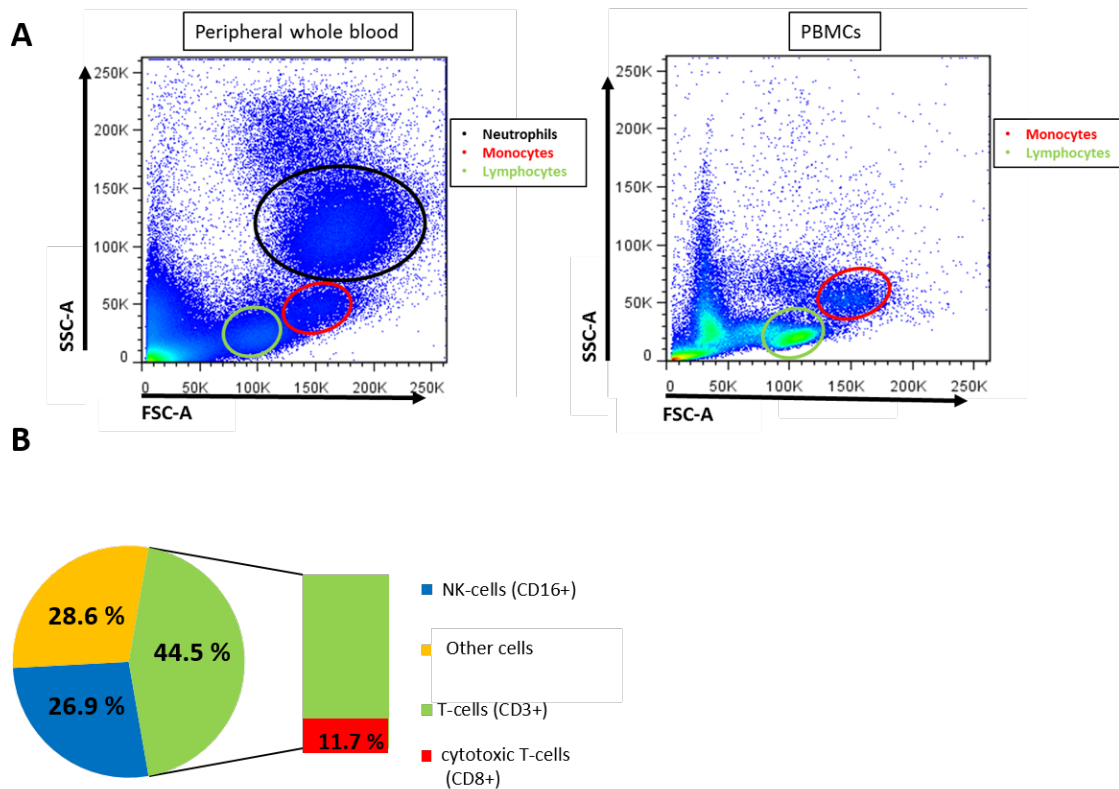 A
Peripheral whole blood
250K
200K
150K
100K
50K
0
SSC-A
0 50K 100K 150K 200K
FSC-A
• Neutrophils
• Monocytes
• Lymphocytes
PBMCs
250K
200K
150K
100K
50K
0
SSC-A
0 50K 100K 150K 200K 250K
FSC-A
• Monocytes
• Lymphocytes
B
28.6 %
44.5 %
26.9 %
11.7 %
NK-cells (CD16+)
Other cells
T-cells (CD3+)
cytotoxic T-cells
(CD8+)